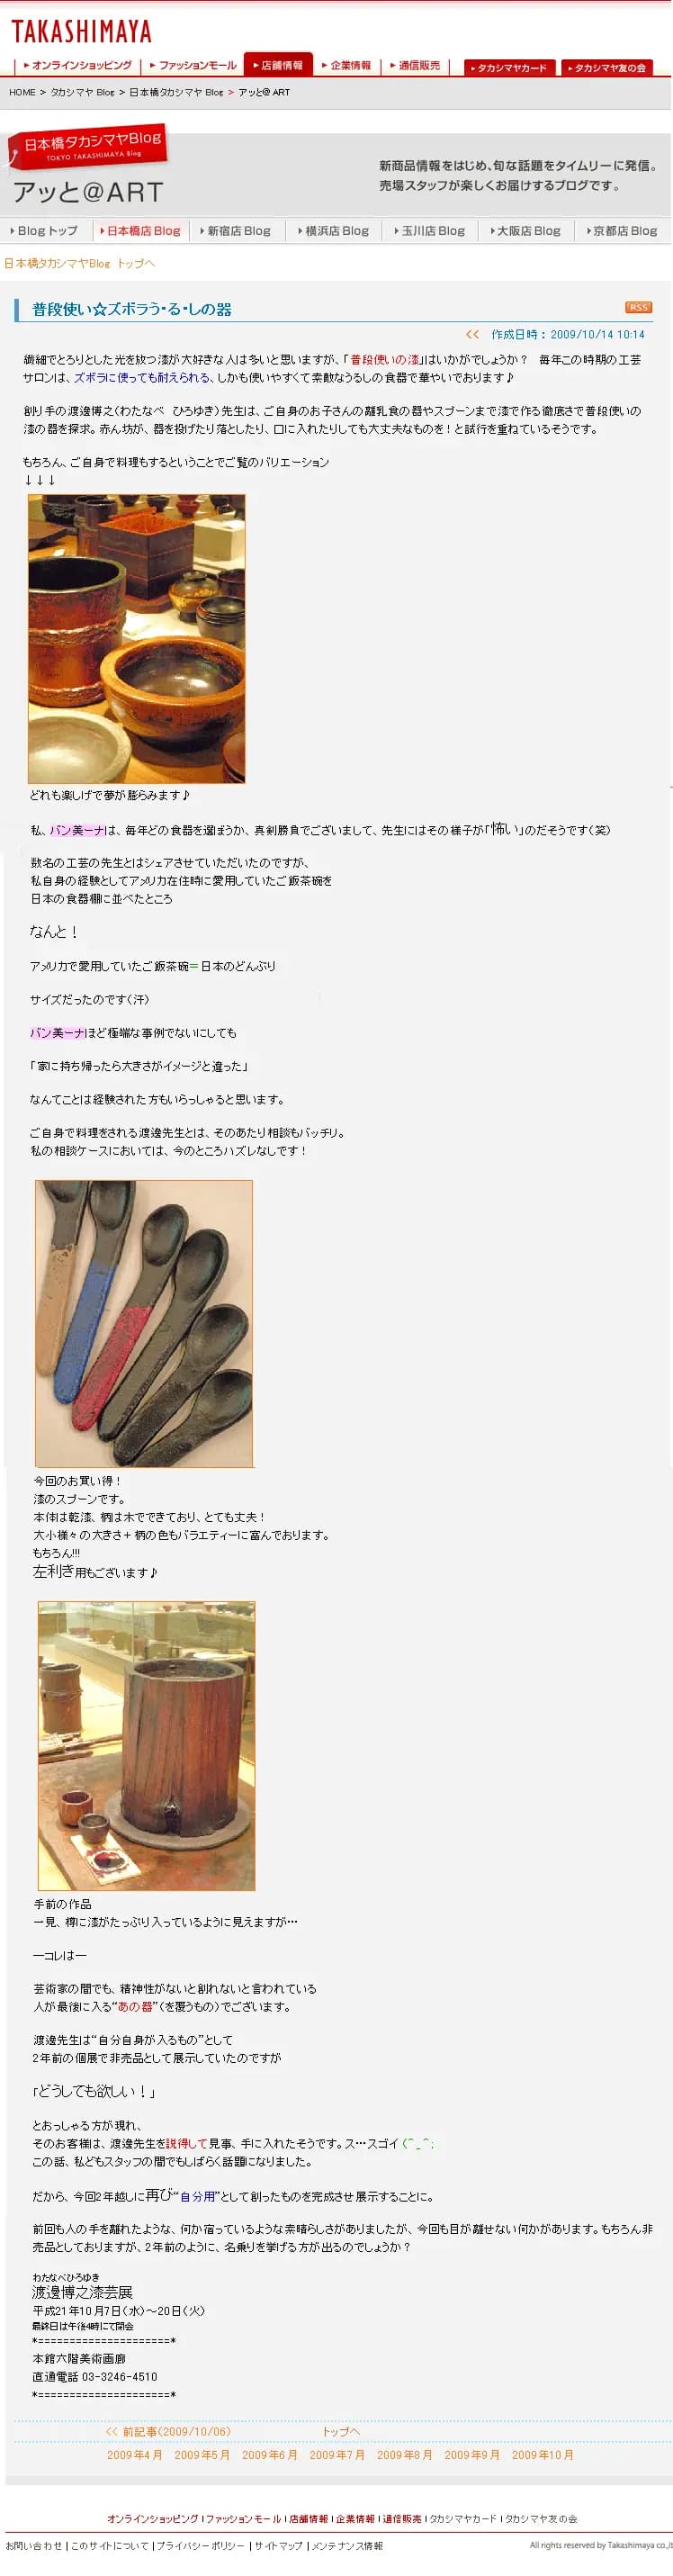 TAKASHIMAYA
オンラインショッピング ファッションモール 店舗情報 企業情報 通信販売 タカシマヤカード タカシマヤ友の会
HOME > タカシマヤ Blog > 日本橋タカシマヤ Blog > アッと@ART
日本橋タカシマヤBlog
TOKYO TAKASHIMAYA Blog
アッと@ART
新商品情報をはじめ、旬な話題をタイムリーに発信。
売場スタッフが楽しくお届けするブログです。
Blogトップ 日本橋店Blog 新宿店Blog 横浜店Blog 玉川店Blog 大阪店Blog 京都店Blog
日本橋タカシマヤBlog トップへ
普段使い☆ズボラう・る・しの器
RSS
<< 作成日時：2009/10/14 10:14
繊細でとろりとした光を放つ漆が大好きな人は多いと思いますが、「普段使いの漆」はいかがでしょうか？ 毎年この時期の工芸
サロンは、ズボラに使っても耐えられる、しかも使いやすくて素敵なうるしの食器で華やいでおります♪
創り手の渡邉博之（わたなべ ひろゆき）先生は、ご自身のお子さんの離乳食の器やスプーンまで漆で作る徹底さで普段使いの
漆の器を探求。赤ん坊が、器を投げたり落としたり、口に入れたりしても大丈夫なものを！と試行を重ねているそうです。
もちろん、ご自身で料理もするということでご覧のバリエーション
↓↓↓
どれも楽しげで夢が膨らみます♪
私、バン美ーナは、毎年どの食器を選ぼうか、真剣勝負でございまして、先生にはその様子が「怖い」のだそうです（笑）
数名の工芸の先生とはシェアさせていただいたのですが、
私自身の経験としてアメリカ在住時に愛用していたご飯茶碗を
日本の食器棚に並べたところ
なんと！
アメリカで愛用していたご飯茶碗＝日本のどんぶり
サイズだったのです（汗）
バン美ーナほど極端な事例でないにしても
「家に持ち帰ったら大きさがイメージと違った」
なんてことは経験された方もいらっしゃると思います。
ご自身で料理をされる渡邉先生とは、そのあたり相談もバッチリ。
私の相談ケースにおいては、今のところハズレなしです！
今回のお買い得！
漆のスプーンです。
本体は乾漆、柄は木でできており、とても丈夫！
大小様々の大きさ＋柄の色もバラエティーに富んでおります。
もちろん!!!
左利き用もございます♪
手前の作品
一見、樽に漆がたっぷり入っているように見えますが…
―コレは―
芸術家の間でも、精神性がないと創れないと言われている
人が最後に入る“あの器”（を覆うもの）でございます。
渡邉先生は“自分自身が入るもの”として
2年前の個展で非売品として展示していたのですが
「どうしても欲しい！」
とおっしゃる方が現れ、
そのお客様は、渡邉先生を説得して見事、手に入れたそうです。ス…スゴイ (^_^;
この話、私どもスタッフの間でもしばらく話題になりました。
だから、今回2年越しに再び“自分用”として創ったものを完成させ展示することに。
前回も人の手を離れたような、何か宿っているような素晴らしさがありましたが、今回も目が離せない何かがあります。もちろん非
売品としておりますが、2年前のように、名乗りを挙げる方が出るのでしょうか？
わたなべひろゆき
渡邉博之漆芸展
平成21年10月7日（水）～20日（火）
最終日は午後4時にて閉会
*=====================*
本館六階美術画廊
直通電話 03-3246-4510
*=====================*
<< 前記事（2009/10/06） トップへ
2009年4月 2009年5月 2009年6月 2009年7月 2009年8月 2009年9月 2009年10月
オンラインショッピング | ファッションモール | 店舗情報 | 企業情報 | 通信販売 | タカシマヤカード | タカシマヤ友の会
お問い合わせ | このサイトについて | プライバシーポリシー | サイトマップ | メンテナンス情報
All rights reserved by Takashimaya co.,lt